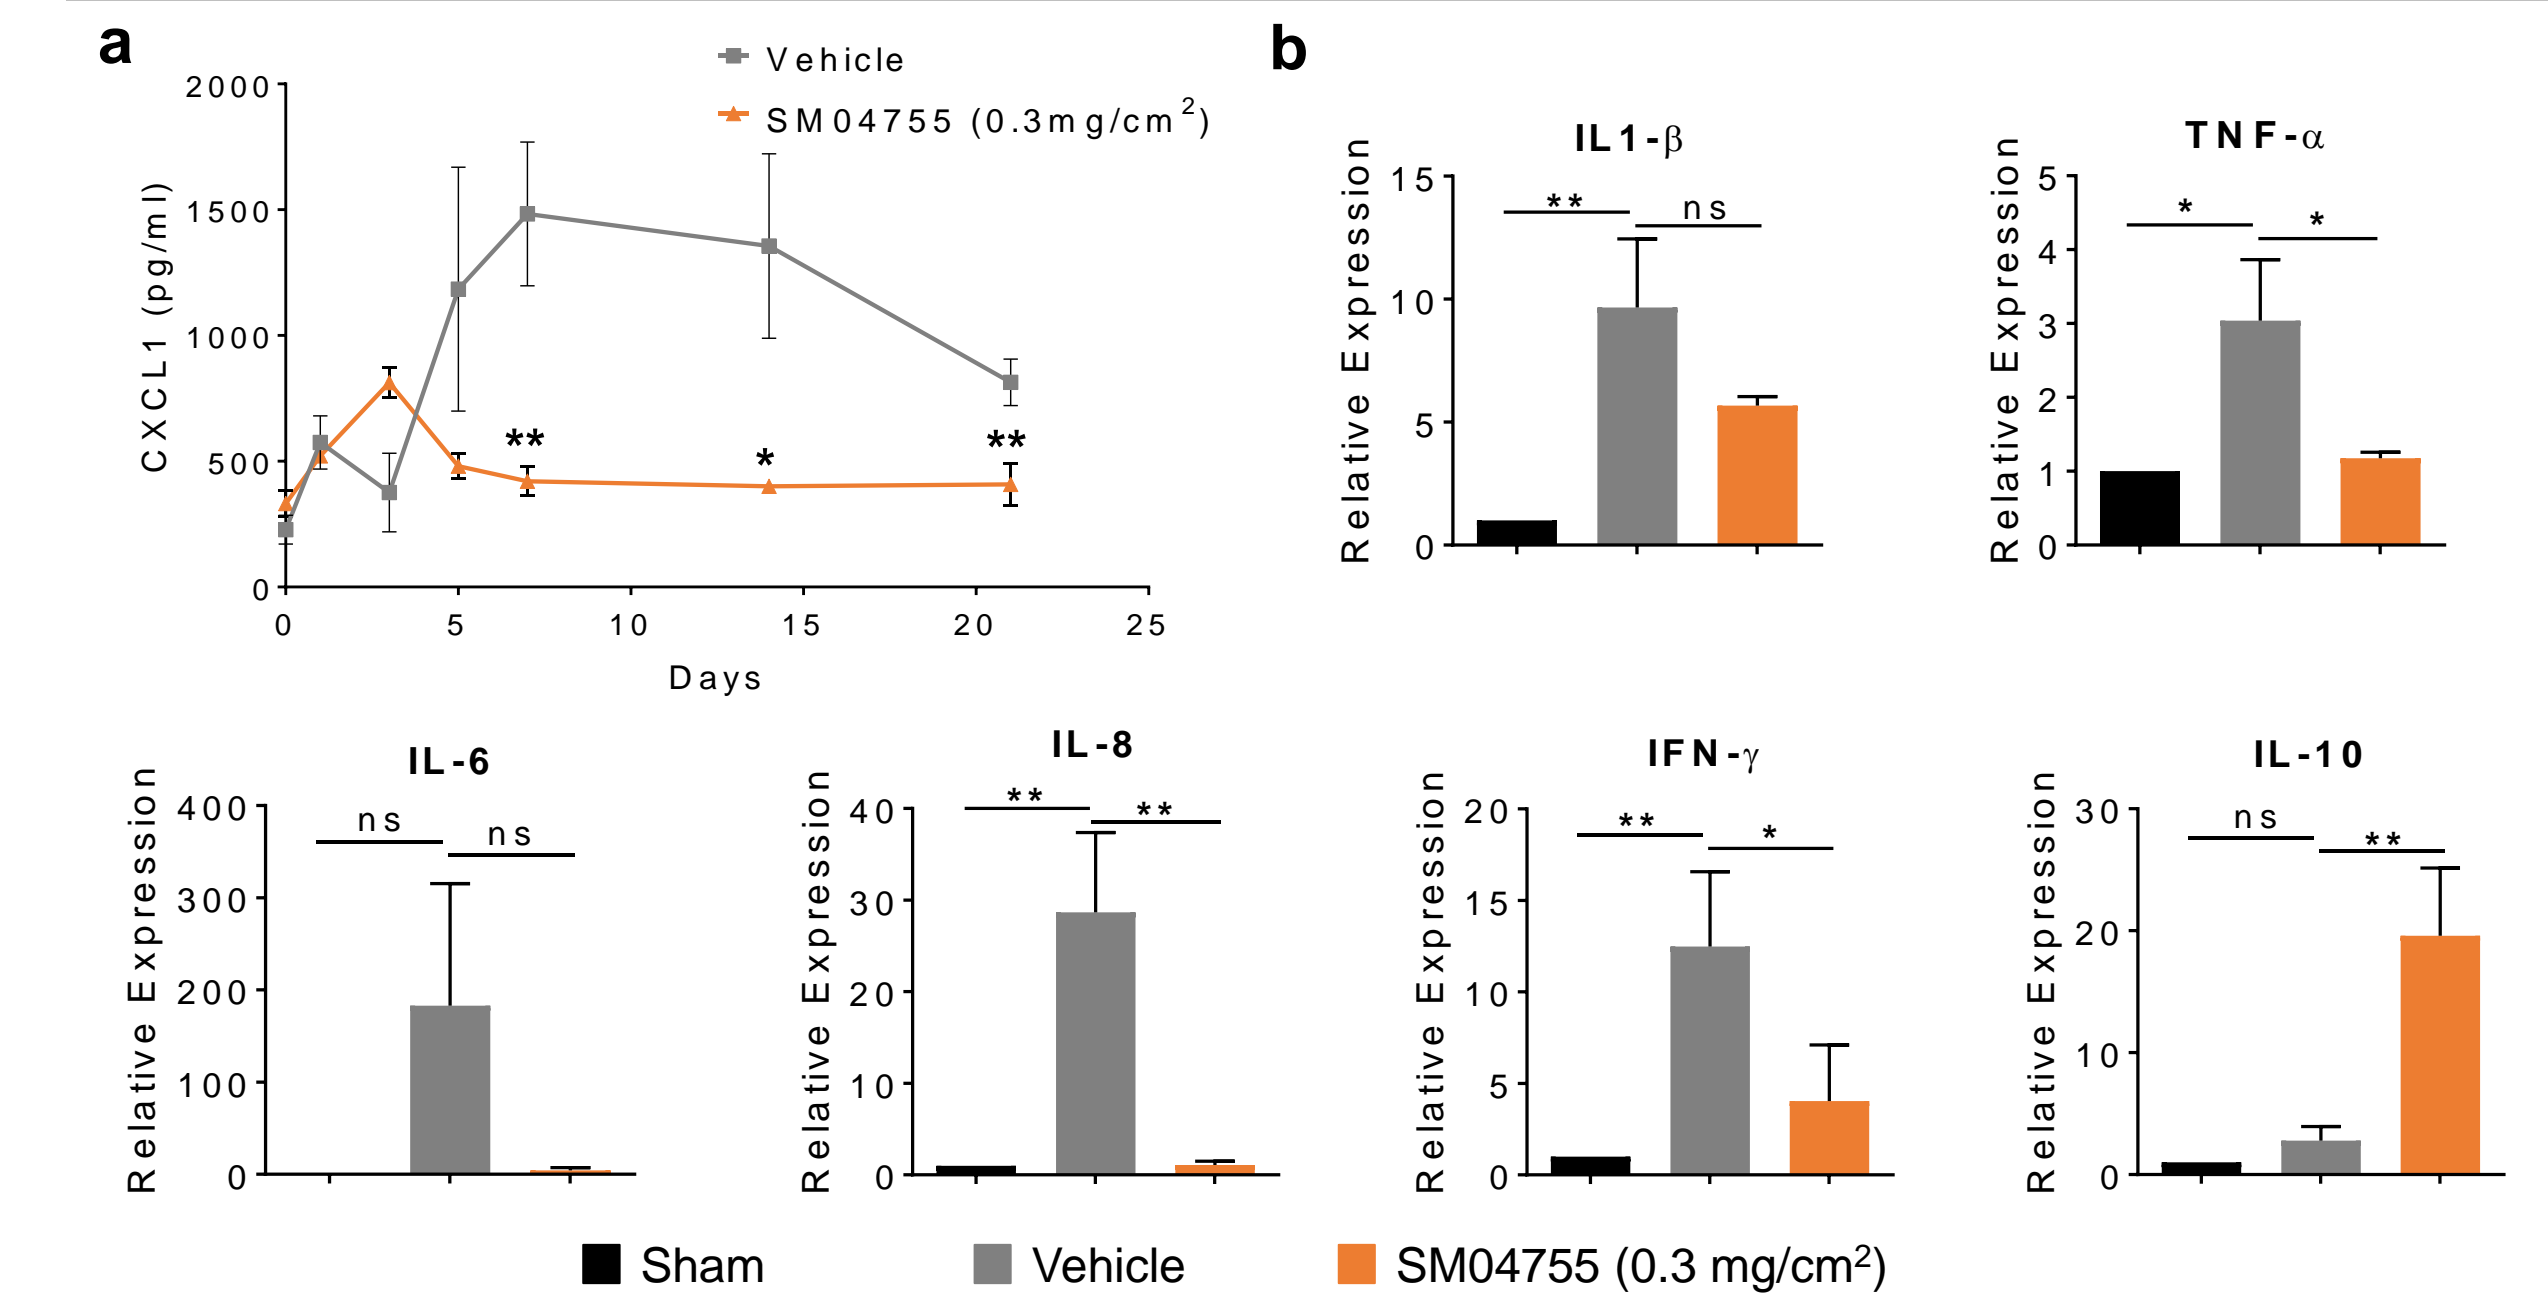 a
Vehicle
SM04755 (0.3mg/cm²)
CXCL1 (pg/ml)
2000
1500
1000
500
0
0 5 10 15 20 25
Days
b
IL1-β
Relative Expression
15
10
5
0
** ns
TNF-α
Relative Expression
5
4
3
2
1
0
* *
** * **
IL-6
Relative Expression
400
300
200
100
0
ns ns
IL-8
Relative Expression
40
30
20
10
0
** **
IFN-γ
Relative Expression
20
15
10
5
0
** *
IL-10
Relative Expression
30
20
10
0
ns **
Sham Vehicle SM04755 (0.3 mg/cm²)